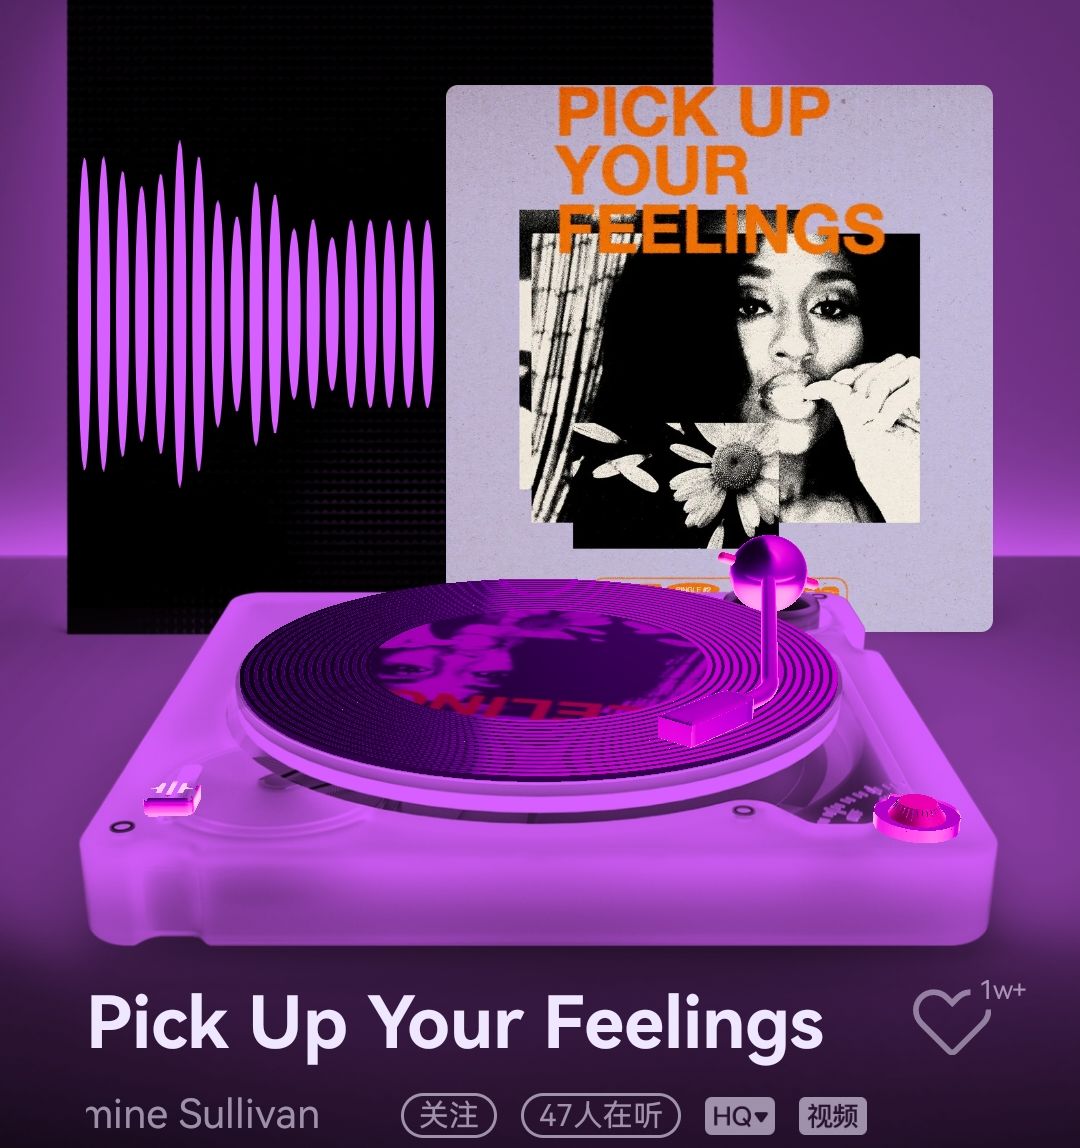 PICK UP
YOUR
FEELINGS
Pick Up Your Feelings
1w+
mine Sullivan
关注
47人在听
HQ
视频